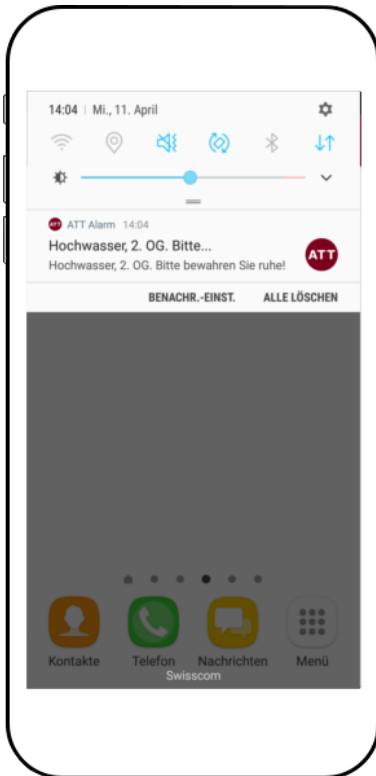 14:04 | Mi., 11. April
ATT ATT Alarm 14:04
Hochwasser, 2. OG. Bitte...
Hochwasser, 2. OG. Bitte bewahren Sie ruhe!
ATT
BENACHR.-EINST. ALLE LÖSCHEN
Kontakte Telefon Nachrichten Menü
Swisscom